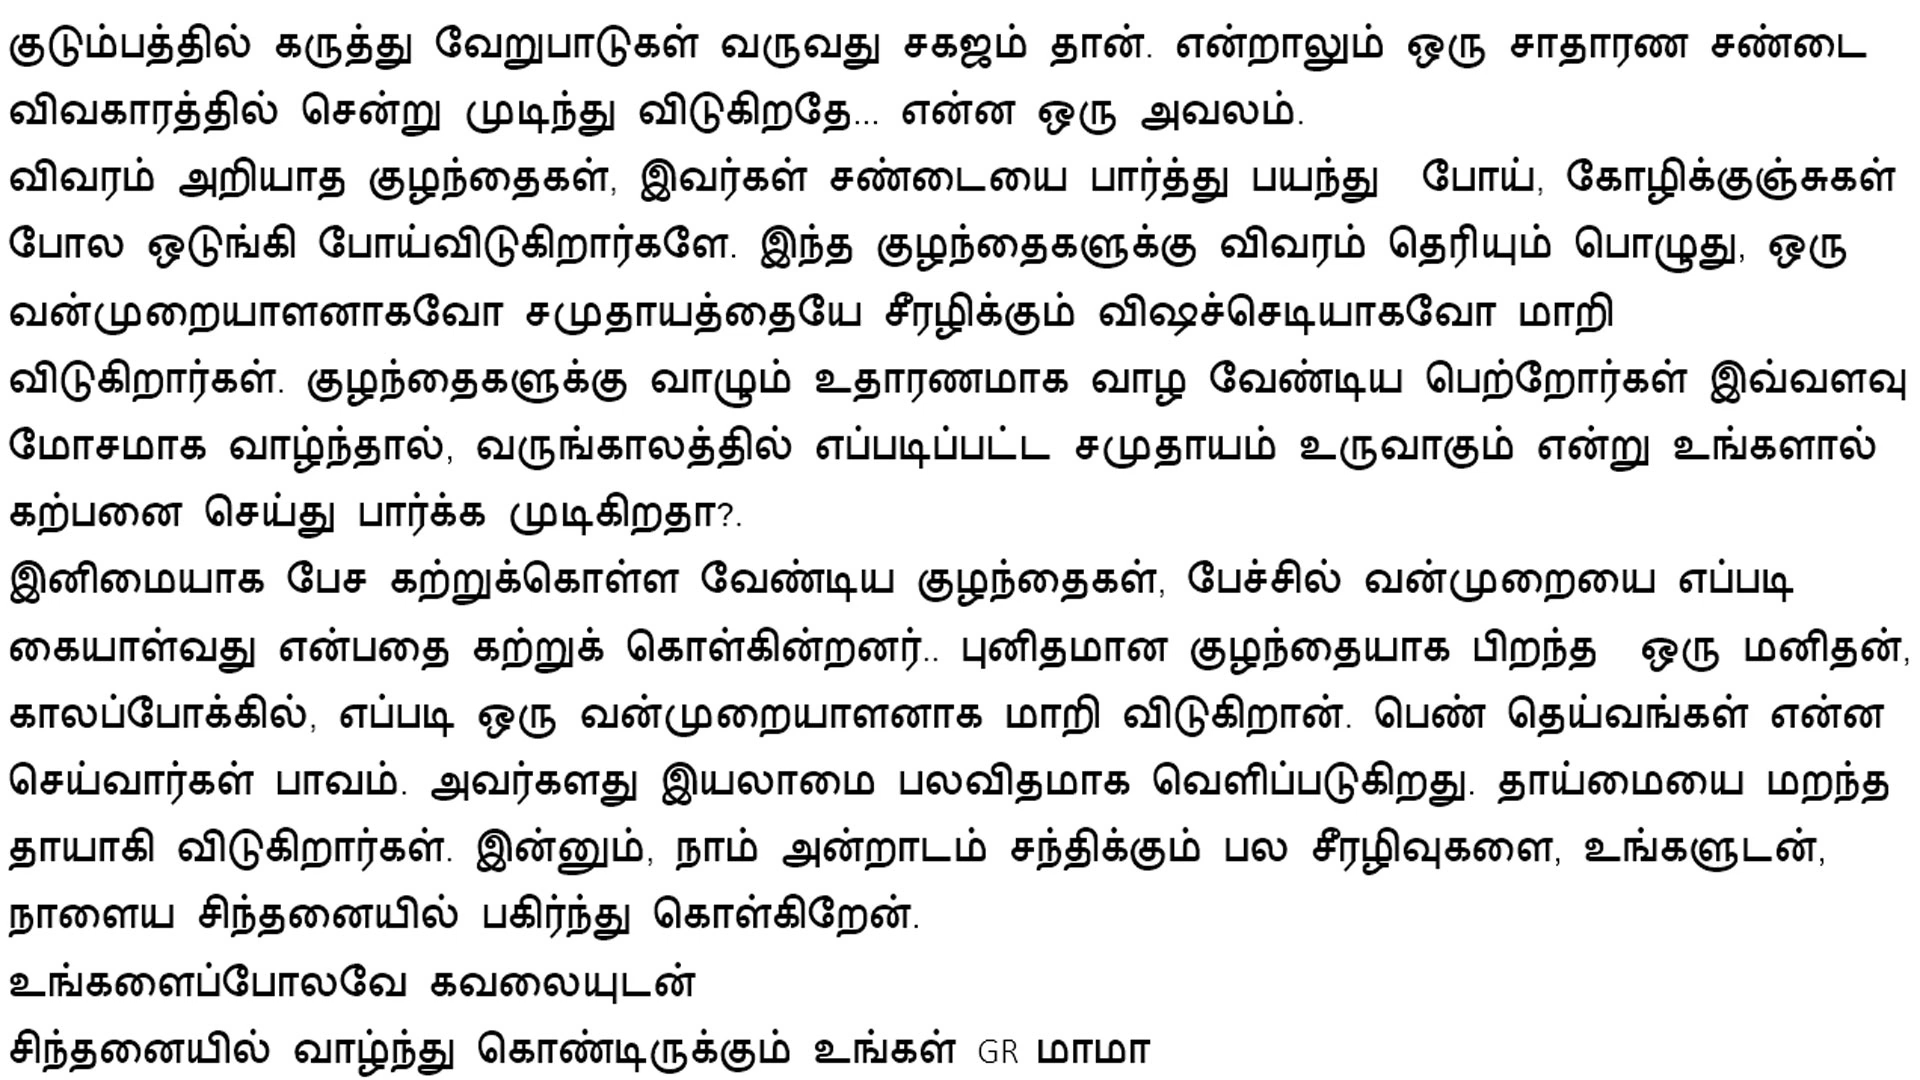 குடும்பத்தில் கருத்து வேறுபாடுகள் வருவது சகஜம் தான். என்றாலும் ஒரு சாதாரண சண்டை
விவகாரத்தில் சென்று முடிந்து விடுகிறதே... என்ன ஒரு அவலம்.
விவரம் அறியாத குழந்தைகள், இவர்கள் சண்டையை பார்த்து பயந்து போய், கோழிக்குஞ்சுகள்
போல ஒடுங்கி போய்விடுகிறார்களே. இந்த குழந்தைகளுக்கு விவரம் தெரியும் பொழுது, ஒரு
வன்முறையாளனாகவோ சமுதாயத்தையே சீரழிக்கும் விஷச்செடியாகவோ மாறி
விடுகிறார்கள். குழந்தைகளுக்கு வாழும் உதாரணமாக வாழ வேண்டிய பெற்றோர்கள் இவ்வளவு
மோசமாக வாழ்ந்தால், வருங்காலத்தில் எப்படிப்பட்ட சமுதாயம் உருவாகும் என்று உங்களால்
கற்பனை செய்து பார்க்க முடிகிறதா?.
இனிமையாக பேச கற்றுக்கொள்ள வேண்டிய குழந்தைகள், பேச்சில் வன்முறையை எப்படி
கையாள்வது என்பதை கற்றுக் கொள்கின்றனர்.. புனிதமான குழந்தையாக பிறந்த ஒரு மனிதன்,
காலப்போக்கில், எப்படி ஒரு வன்முறையாளனாக மாறி விடுகிறான். பெண் தெய்வங்கள் என்ன
செய்வார்கள் பாவம். அவர்களது இயலாமை பலவிதமாக வெளிப்படுகிறது. தாய்மையை மறந்த
தாயாகி விடுகிறார்கள். இன்னும், நாம் அன்றாடம் சந்திக்கும் பல சீரழிவுகளை, உங்களுடன்,
நாளைய சிந்தனையில் பகிர்ந்து கொள்கிறேன்.
உங்களைப்போலவே கவலையுடன்
சிந்தனையில் வாழ்ந்து கொண்டிருக்கும் உங்கள் GR மாமா